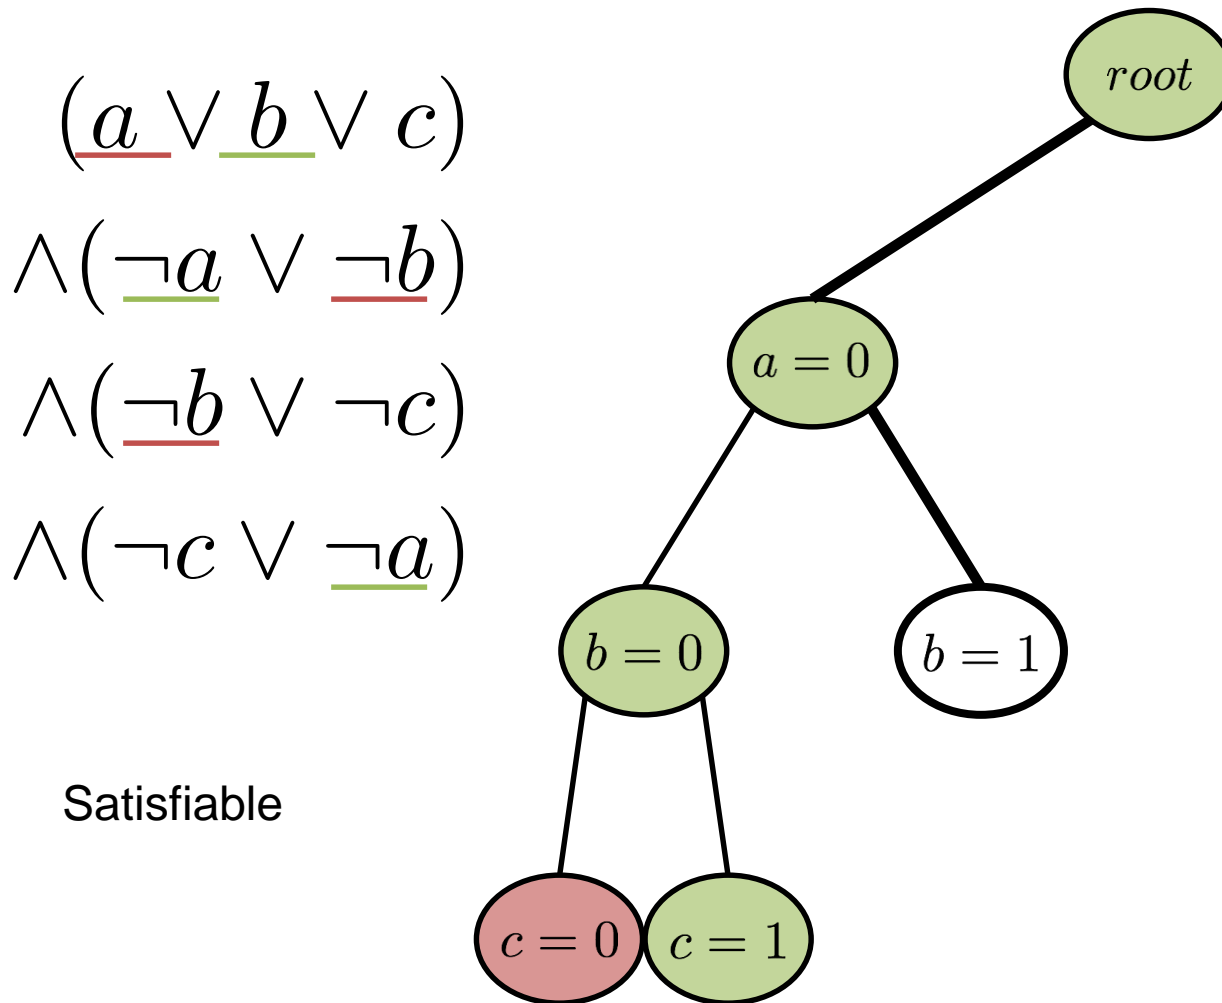 (a ∨ b ∨ c)
∧(¬a ∨ ¬b)
∧(¬b ∨ ¬c)
∧(¬c ∨ ¬a)
Satisfiable
root
a = 0
b = 0
b = 1
c = 0
c = 1